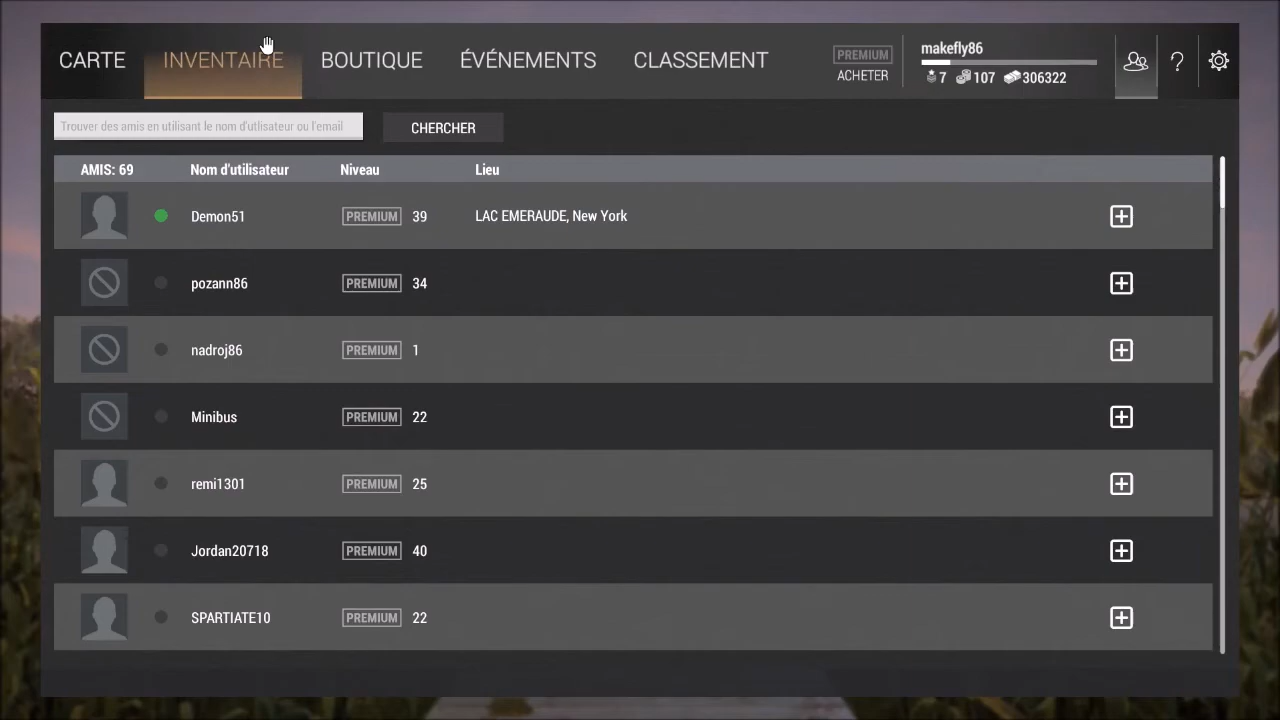 CARTE INVENTAIRE BOUTIQUE ÉVÉNEMENTS CLASSEMENT
PREMIUM
ACHETER
makefly86
7 107 306322
?
Trouver des amis en utilisant le nom d'utlisateur ou l'email
CHERCHER
AMIS: 69 Nom d'utilisateur Niveau Lieu
Demon51 PREMIUM 39 LAC EMERAUDE, New York
pozann86 PREMIUM 34
nadroj86 PREMIUM 1
Minibus PREMIUM 22
remi1301 PREMIUM 25
Jordan20718 PREMIUM 40
SPARTIATE10 PREMIUM 22